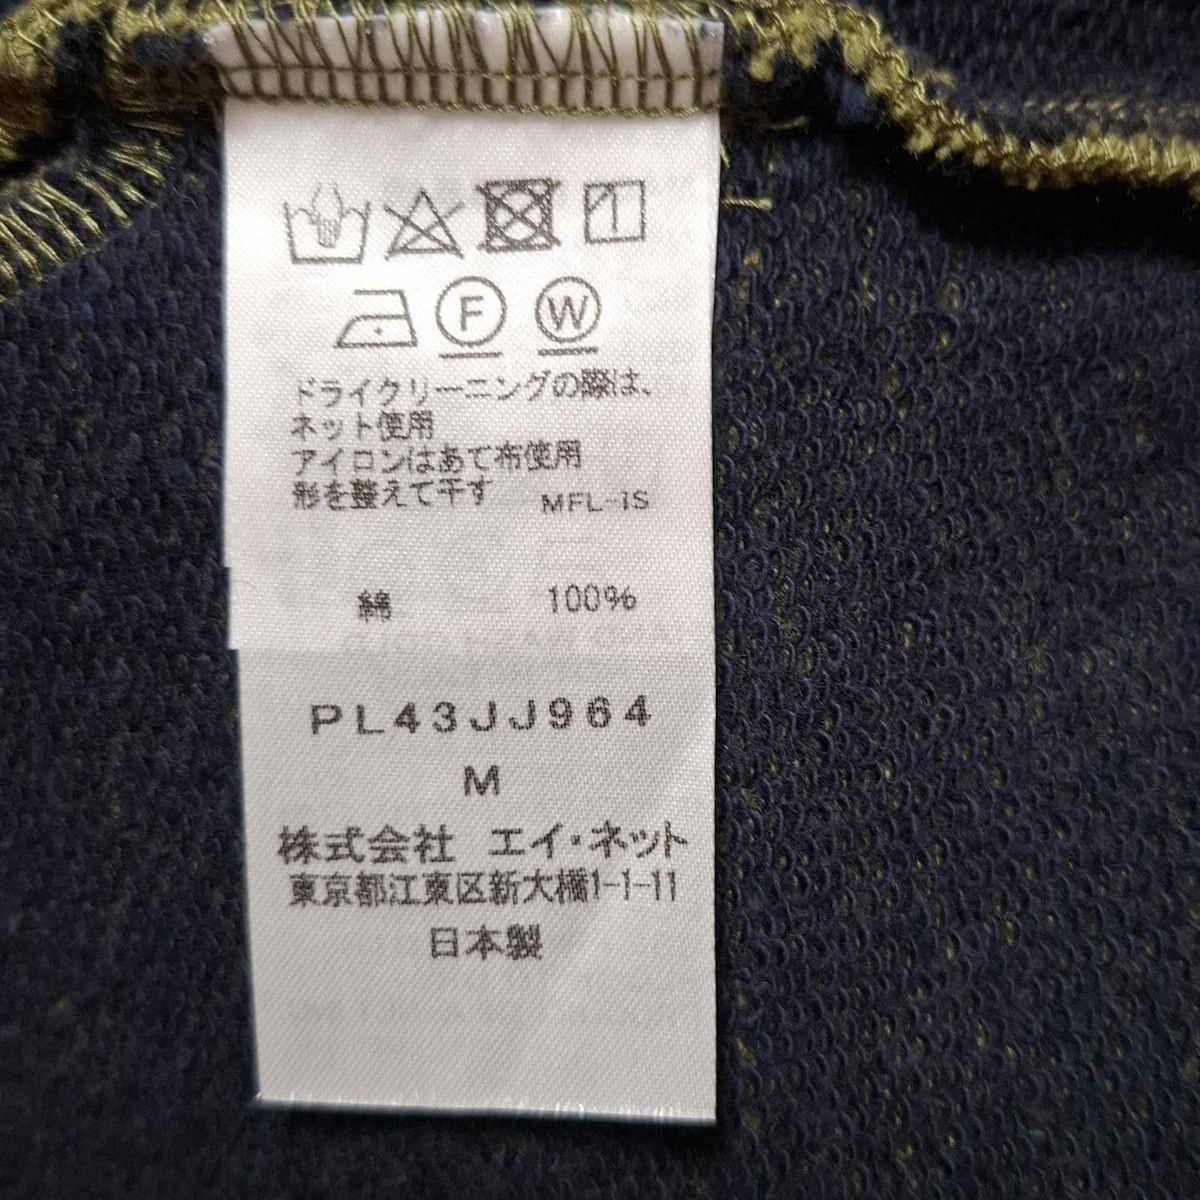 F W
ドライクリーニングの際は、
ネット使用
アイロンはあて布使用
形を整えて干す MFL-IS
綿 100%
PL43JJ964
M
株式会社 エイ・ネット
東京都江東区新大橋1-1-11
日本製